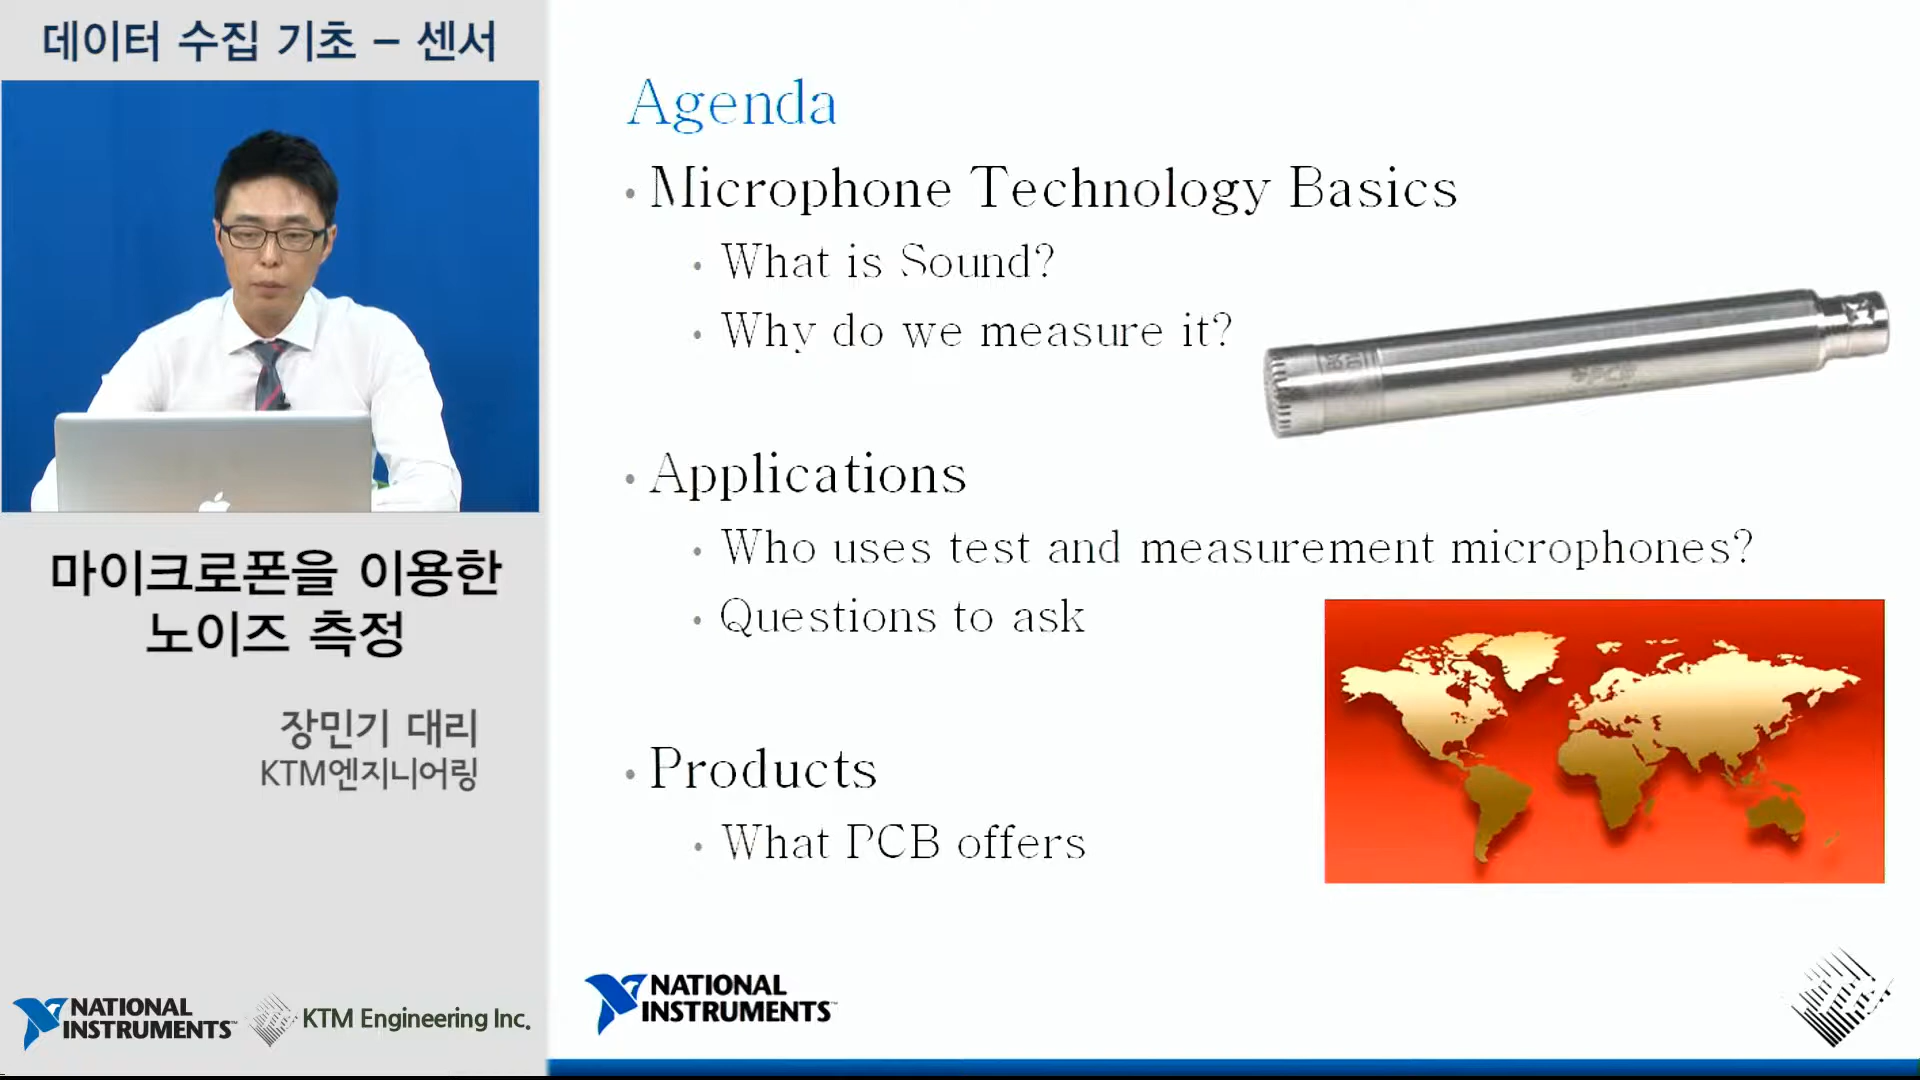 데이터 수집 기초 – 센서
마이크로폰을 이용한
노이즈 측정
장민기 대리
KTM엔지니어링
NATIONAL
INSTRUMENTS
KTM Engineering Inc.
Agenda
• Microphone Technology Basics
• What is Sound?
• Why do we measure it?
• Applications
• Who uses test and measurement microphones?
• Questions to ask
• Products
• What PCB offers
NATIONAL
INSTRUMENTS